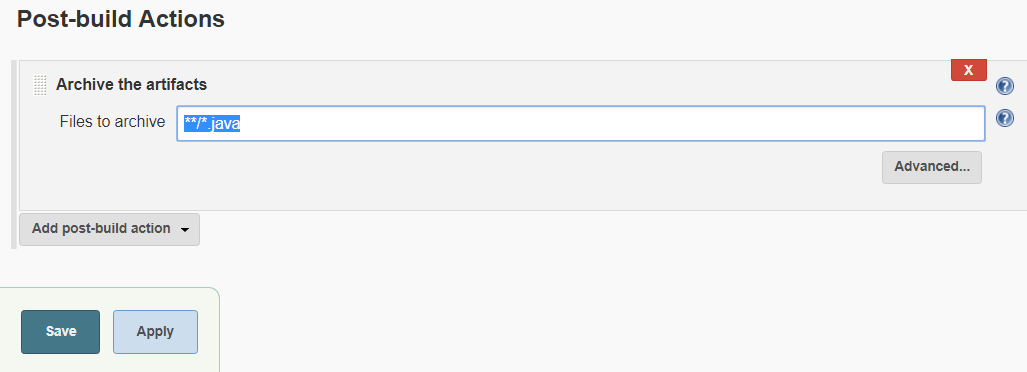 Post-build Actions
X
Archive the artifacts
?
Files to archive **/*.java
?
Advanced...
Add post-build action
Save Apply